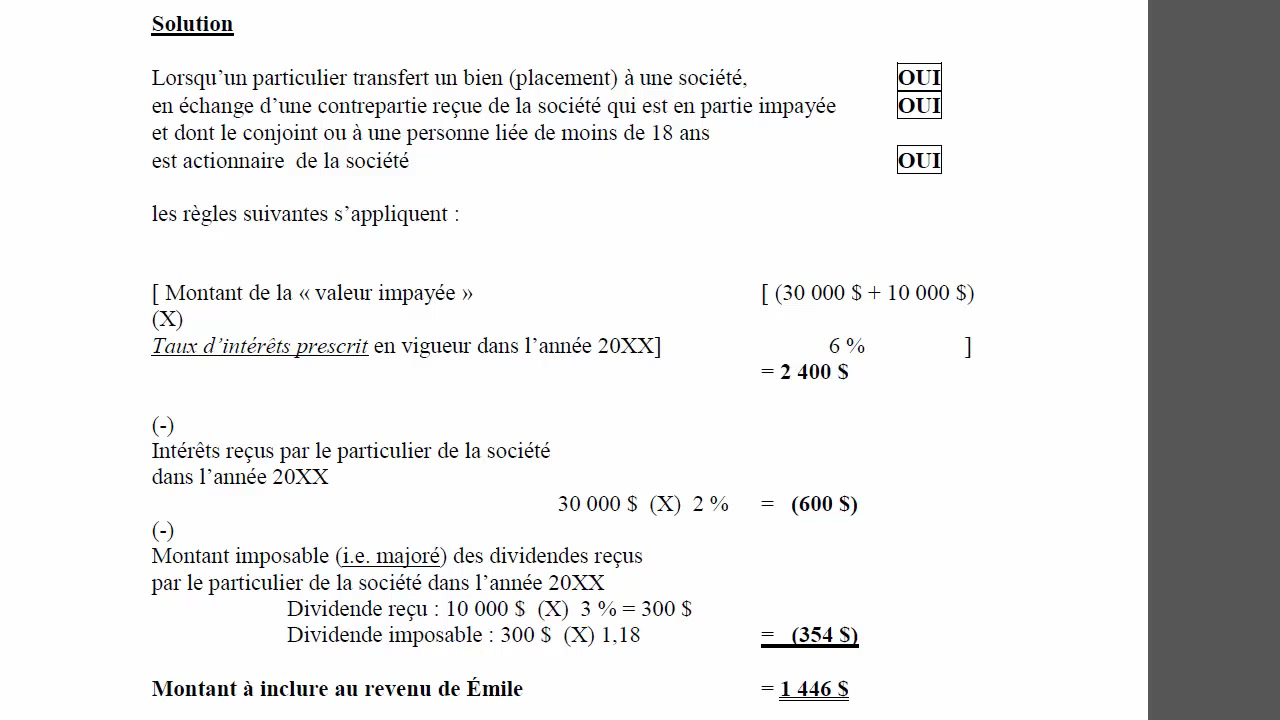 Solution
Lorsqu'un particulier transfert un bien (placement) à une société, OUI
en échange d'une contrepartie reçue de la société qui est en partie impayée OUI
et dont le conjoint ou à une personne liée de moins de 18 ans
est actionnaire de la société OUI
les règles suivantes s'appliquent :
[ Montant de la « valeur impayée » [ (30 000 $ + 10 000 $)
(X)
Taux d'intérêts prescrit en vigueur dans l'année 20XX] 6 % ]
= 2 400 $
(-)
Intérêts reçus par le particulier de la société
dans l'année 20XX
30 000 $ (X) 2 % = (600 $)
(-)
Montant imposable (i.e. majoré) des dividendes reçus
par le particulier de la société dans l'année 20XX
Dividende reçu : 10 000 $ (X) 3 % = 300 $
Dividende imposable : 300 $ (X) 1,18 = (354 $)
Montant à inclure au revenu de Émile = 1 446 $